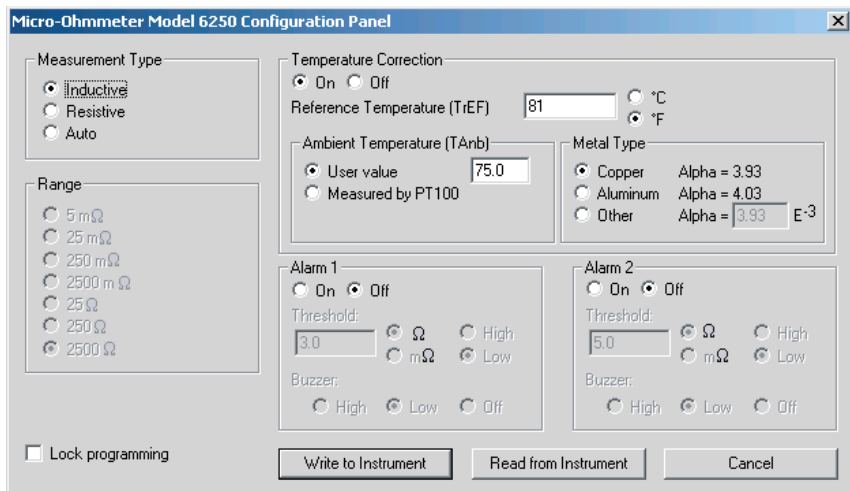 Micro-Ohmmeter Model 6250 Configuration Panel
Measurement Type
Inductive
Resistive
Auto
Range
5 mΩ
25 mΩ
250 mΩ
2500 m Ω
25 Ω
250 Ω
2500 Ω
Lock programming
Temperature Correction
On Off
Reference Temperature (TrEF) 81 °C
°F
Ambient Temperature (TAnb)
User value 75.0
Measured by PT100
Metal Type
Copper Alpha = 3.93
Aluminum Alpha = 4.03
Other Alpha = 3.93 E-3
Alarm 1
On Off
Threshold:
3.0 Ω High
mΩ Low
Buzzer:
High Low Off
Alarm 2
On Off
Threshold:
5.0 Ω High
mΩ Low
Buzzer:
High Low Off
Write to Instrument Read from Instrument Cancel